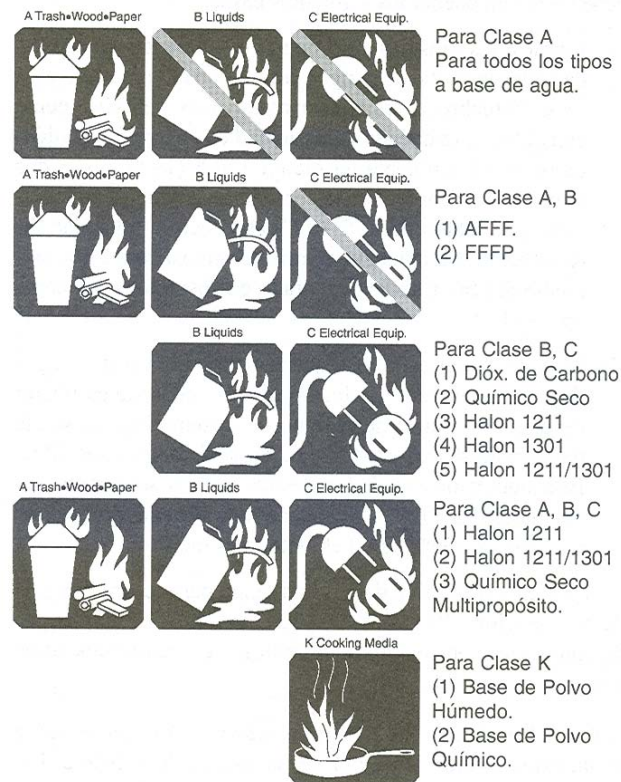 A Trash•Wood•Paper
B Liquids
C Electrical Equip.
Para Clase A
Para todos los tipos
a base de agua.
A Trash•Wood•Paper
B Liquids
C Electrical Equip.
Para Clase A, B
(1) AFFF.
(2) FFFP
B Liquids
C Electrical Equip.
Para Clase B, C
(1) Dióx. de Carbono
(2) Químico Seco
(3) Halon 1211
(4) Halon 1301
(5) Halon 1211/1301
A Trash•Wood•Paper
B Liquids
C Electrical Equip.
Para Clase A, B, C
(1) Halon 1211
(2) Halon 1211/1301
(3) Químico Seco
Multipropósito.
K Cooking Media
Para Clase K
(1) Base de Polvo
Húmedo.
(2) Base de Polvo
Químico.